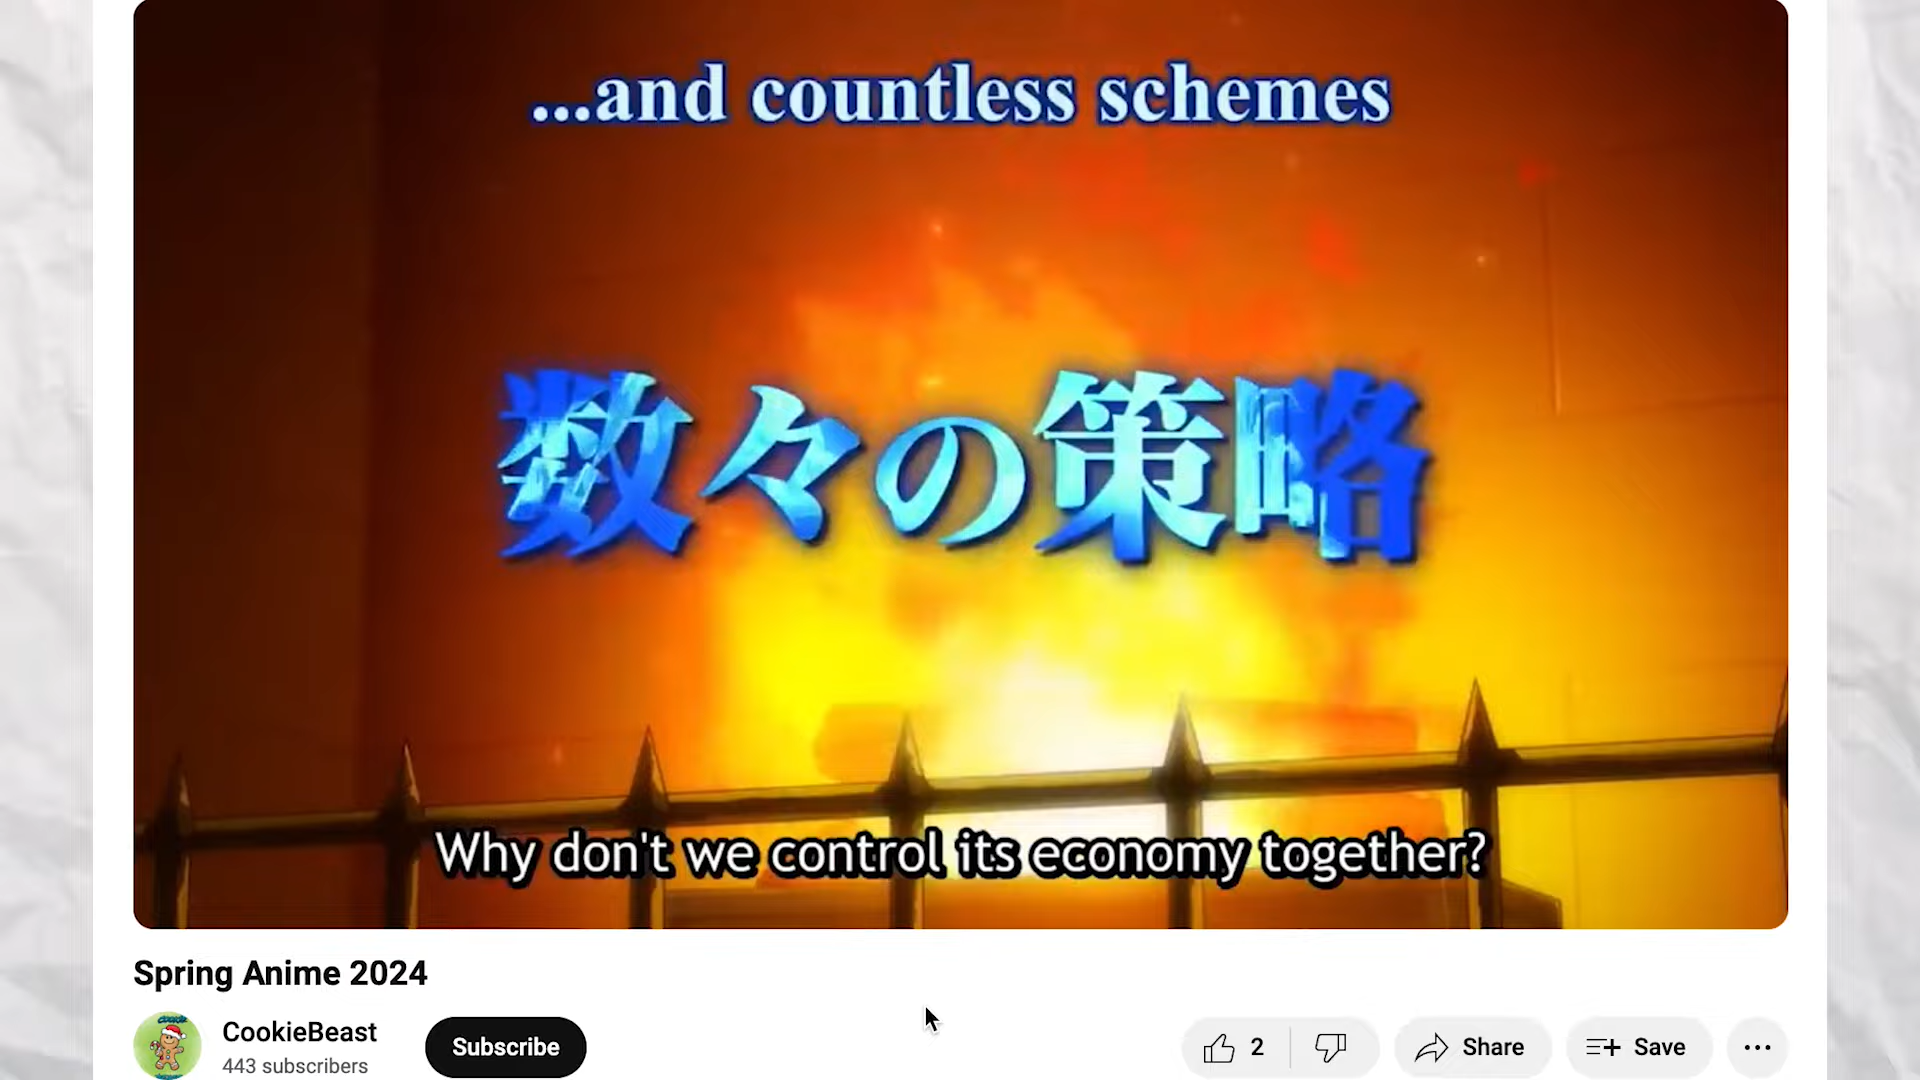 ...and countless schemes
数々の策略
Why don't we control its economy together?
Spring Anime 2024
CookieBeast
443 subscribers
Subscribe
2
Share
Save